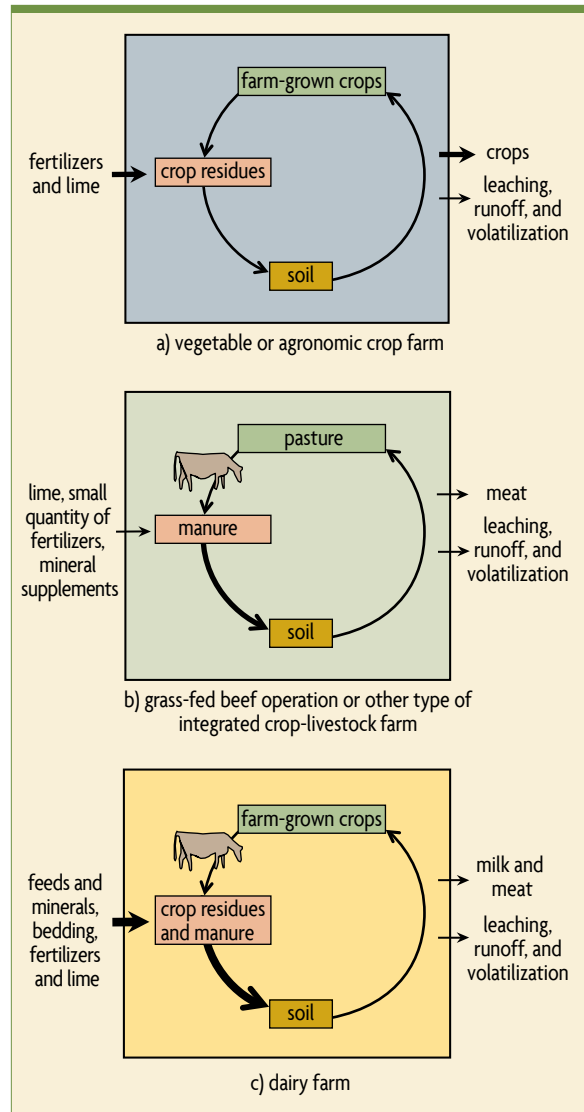 farm-grown crops
fertilizers
and lime
crop residues
crops
leaching,
runoff, and
volatilization
soil
a) vegetable or agronomic crop farm
pasture
lime, small
quantity of
fertilizers,
mineral
supplements
manure
meat
leaching,
runoff, and
volatilization
soil
b) grass-fed beef operation or other type of
integrated crop-livestock farm
farm-grown crops
feeds and
minerals,
bedding,
fertilizers
and lime
crop residues
and manure
milk and
meat
leaching,
runoff, and
volatilization
soil
c) dairy farm